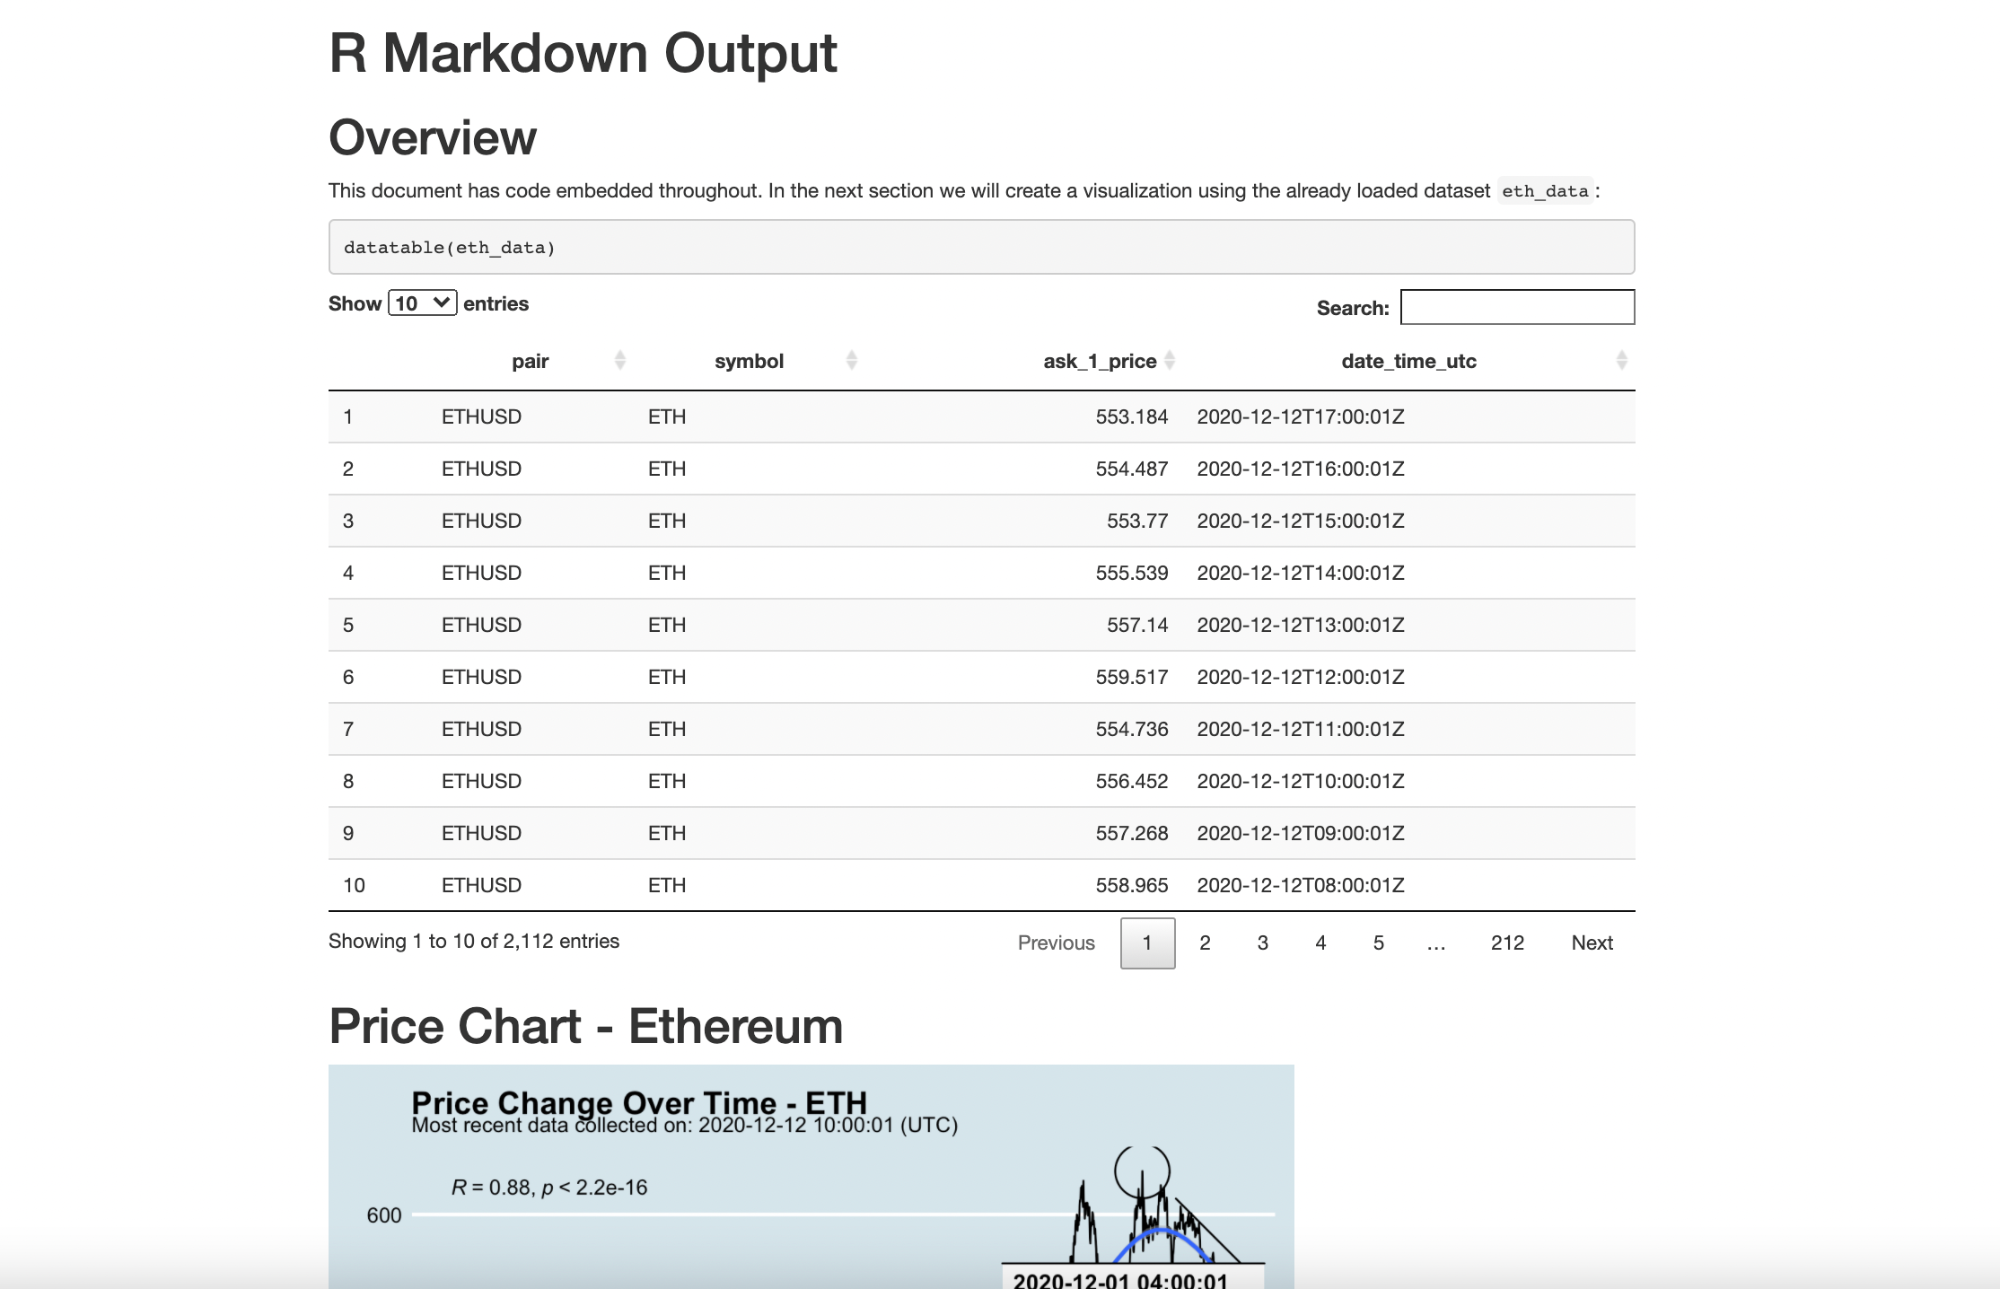 R Markdown Output
Overview
This document has code embedded throughout. In the next section we will create a visualization using the already loaded dataset eth_data :
datatable(eth_data)
Show 10 entries Search:
pair symbol ask_1_price date_time_utc
1 ETHUSD ETH 553.184 2020-12-12T17:00:01Z
2 ETHUSD ETH 554.487 2020-12-12T16:00:01Z
3 ETHUSD ETH 553.77 2020-12-12T15:00:01Z
4 ETHUSD ETH 555.539 2020-12-12T14:00:01Z
5 ETHUSD ETH 557.14 2020-12-12T13:00:01Z
6 ETHUSD ETH 559.517 2020-12-12T12:00:01Z
7 ETHUSD ETH 554.736 2020-12-12T11:00:01Z
8 ETHUSD ETH 556.452 2020-12-12T10:00:01Z
9 ETHUSD ETH 557.268 2020-12-12T09:00:01Z
10 ETHUSD ETH 558.965 2020-12-12T08:00:01Z
Showing 1 to 10 of 2,112 entries Previous 1 2 3 4 5 … 212 Next
Price Chart - Ethereum
Price Change Over Time - ETH
Most recent data collected on: 2020-12-12 10:00:01 (UTC)
R = 0.88, p < 2.2e-16
600
2020-12-01 04:00:01